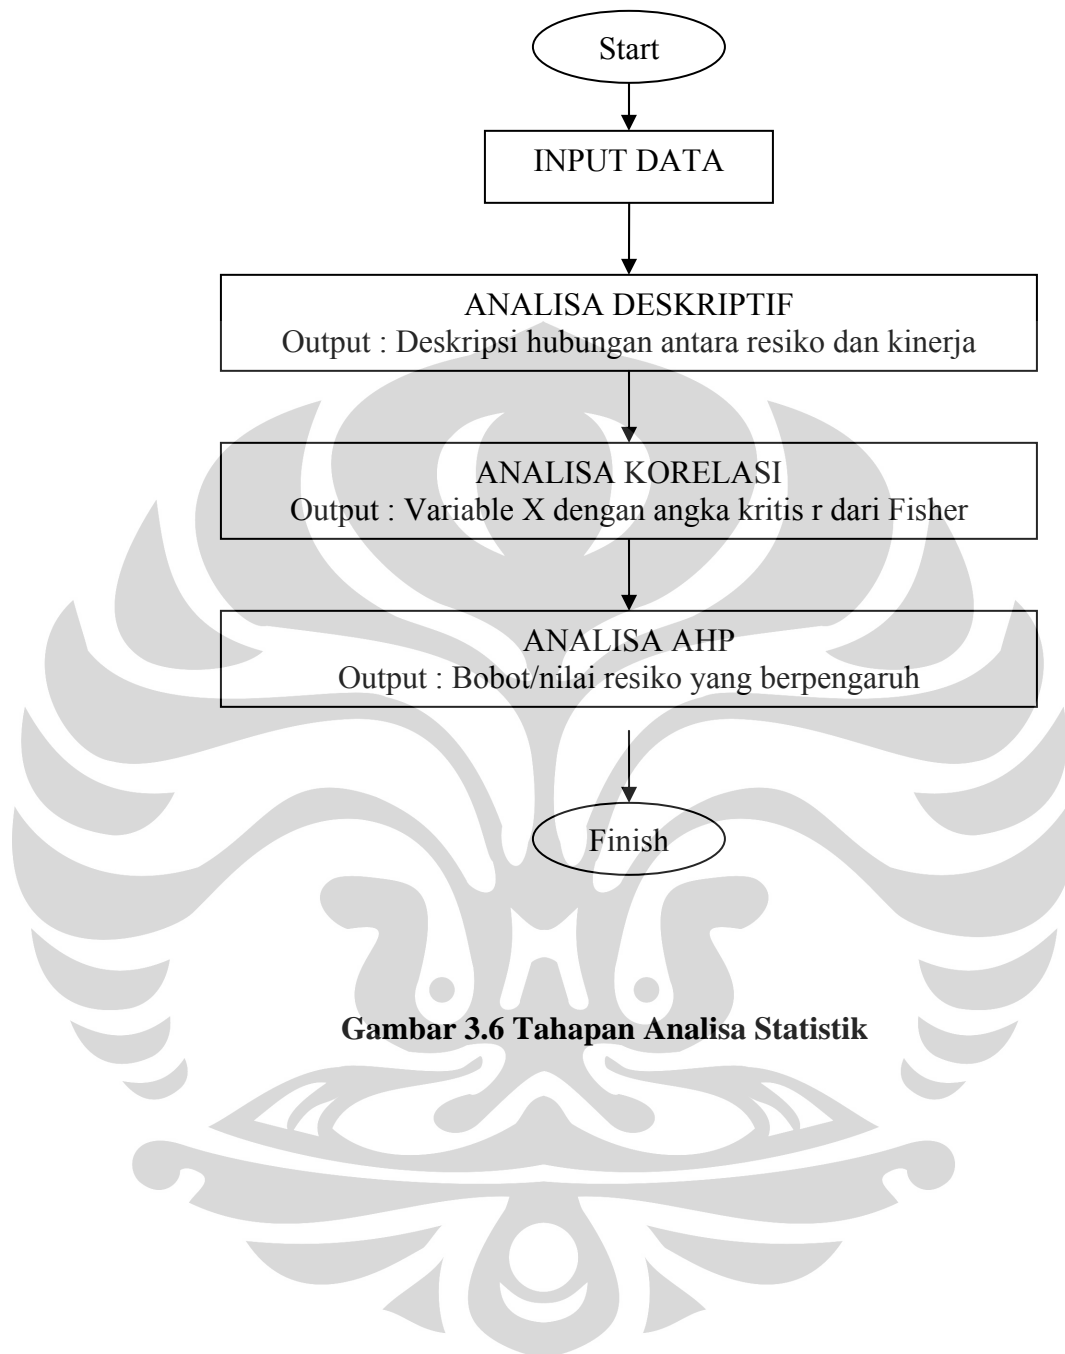 Start
INPUT DATA
ANALISA DESKRIPTIF
Output : Deskripsi hubungan antara resiko dan kinerja
ANALISA KORELASI
Output : Variable X dengan angka kritis r dari Fisher
ANALISA AHP
Output : Bobot/nilai resiko yang berpengaruh
Finish
Gambar 3.6 Tahapan Analisa Statistik